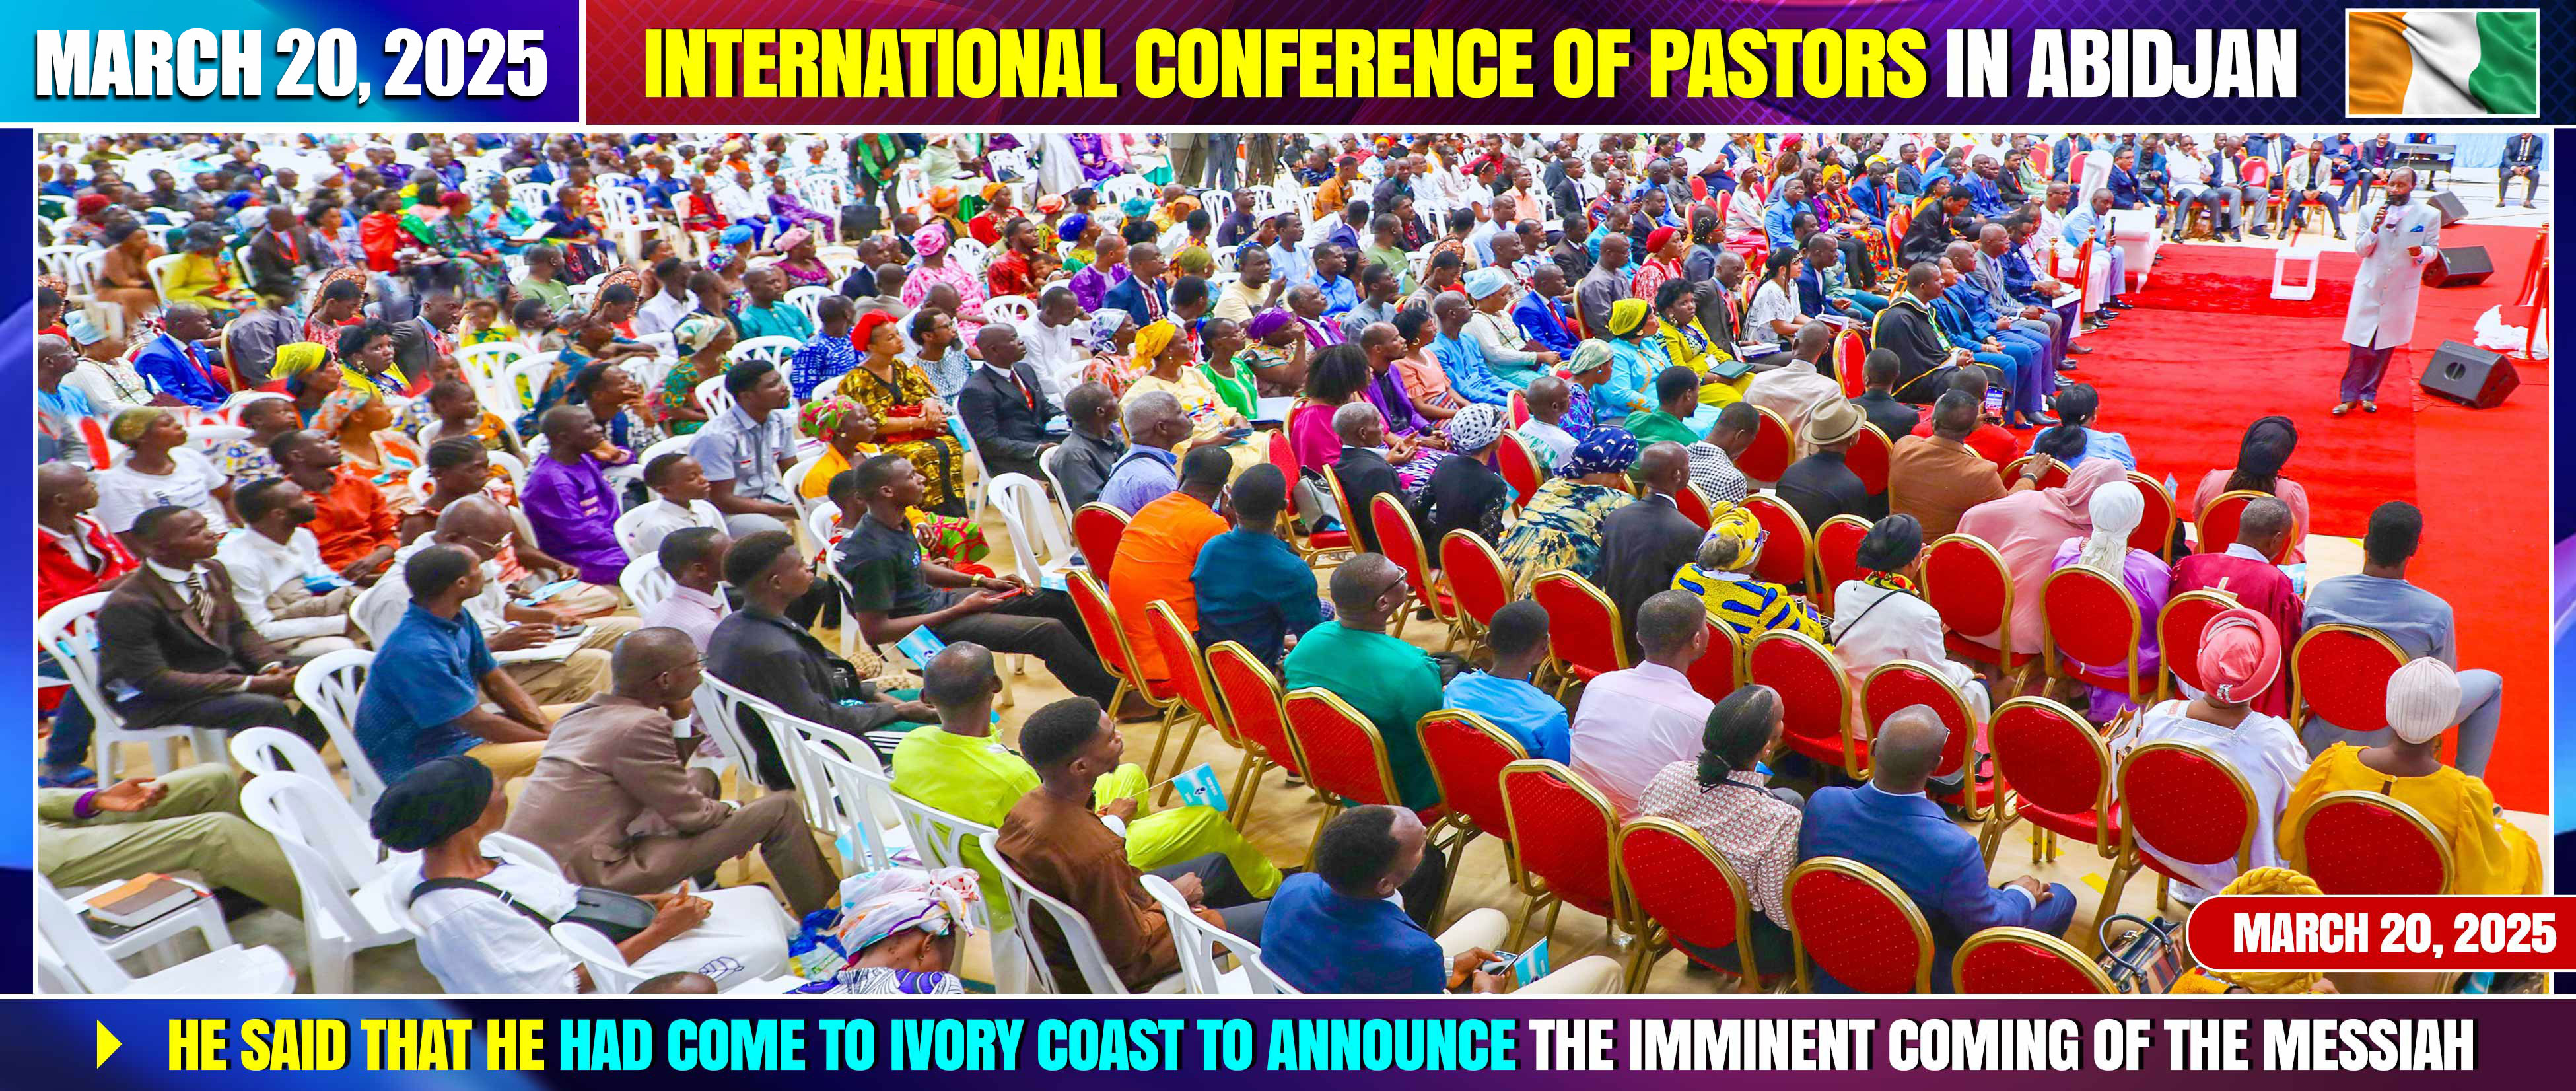 MARCH 20, 2025
INTERNATIONAL CONFERENCE OF PASTORS IN ABIDJAN
MARCH 20, 2025
HE SAID THAT HE HAD COME TO IVORY COAST TO ANNOUNCE THE IMMINENT COMING OF THE MESSIAH